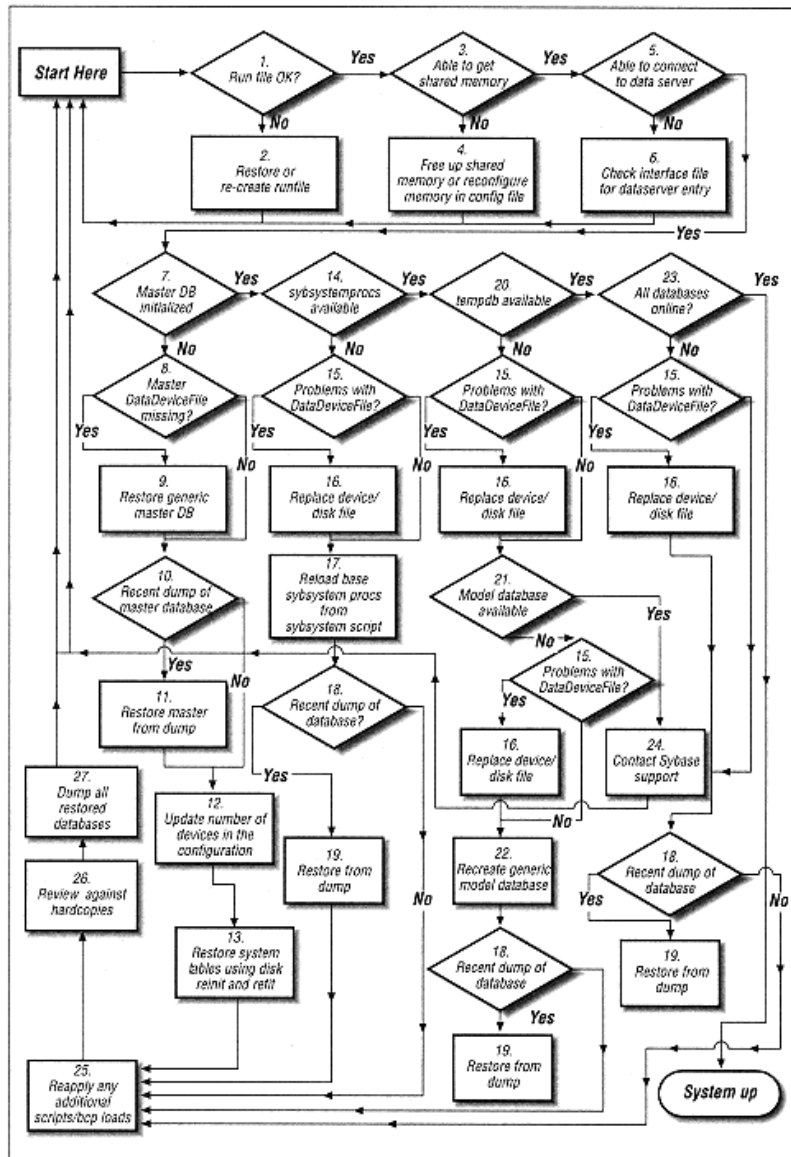 Start Here
1.
Run file OK?
Yes
3.
Able to get
shared memory
Yes
5.
Able to connect
to data server
No
No
No
2.
Restore or
re-create runfile
4.
Free up shared
memory or reconfigure
memory in config file
6.
Check interface file
for dataserver entry
Yes
7.
Master DB
initialized
Yes
14.
sybsystemprocs
available
Yes
20.
tempdb available
Yes
23.
All databases
online?
Yes
No
No
No
No
8.
Master
DataDeviceFile
missing?
15.
Problems with
DataDeviceFile?
15.
Problems with
DataDeviceFile?
15.
Problems with
DataDeviceFile?
Yes
No
Yes
No
Yes
No
Yes
No
9.
Restore generic
master DB
16.
Replace device/
disk file
16.
Replace device/
disk file
16.
Replace device/
disk file
10.
Recent dump of
master database
17.
Reload base
subsystem procs
from
subsystem script
21.
Model database
available
Yes
No
Yes
No
11.
Restore master
from dump
18.
Recent dump of
database?
15.
Problems with
DataDeviceFile?
Yes
16.
Replace device/
disk file
24.
Contact Sybase
support
No
27.
Dump all
restored
databases
12.
Update number of
devices in the
configuration
Yes
19.
Restore from
dump
No
22.
Recreate generic
model database
18.
Recent dump of
database
Yes
No
26.
Review against
hardcopies
13.
Restore system
tables using disk
reinit and refit
18.
Recent dump of
database
Yes
19.
Restore from
dump
19.
Restore from
dump
25.
Reapply any
additional
scripts/bcp loads
System up